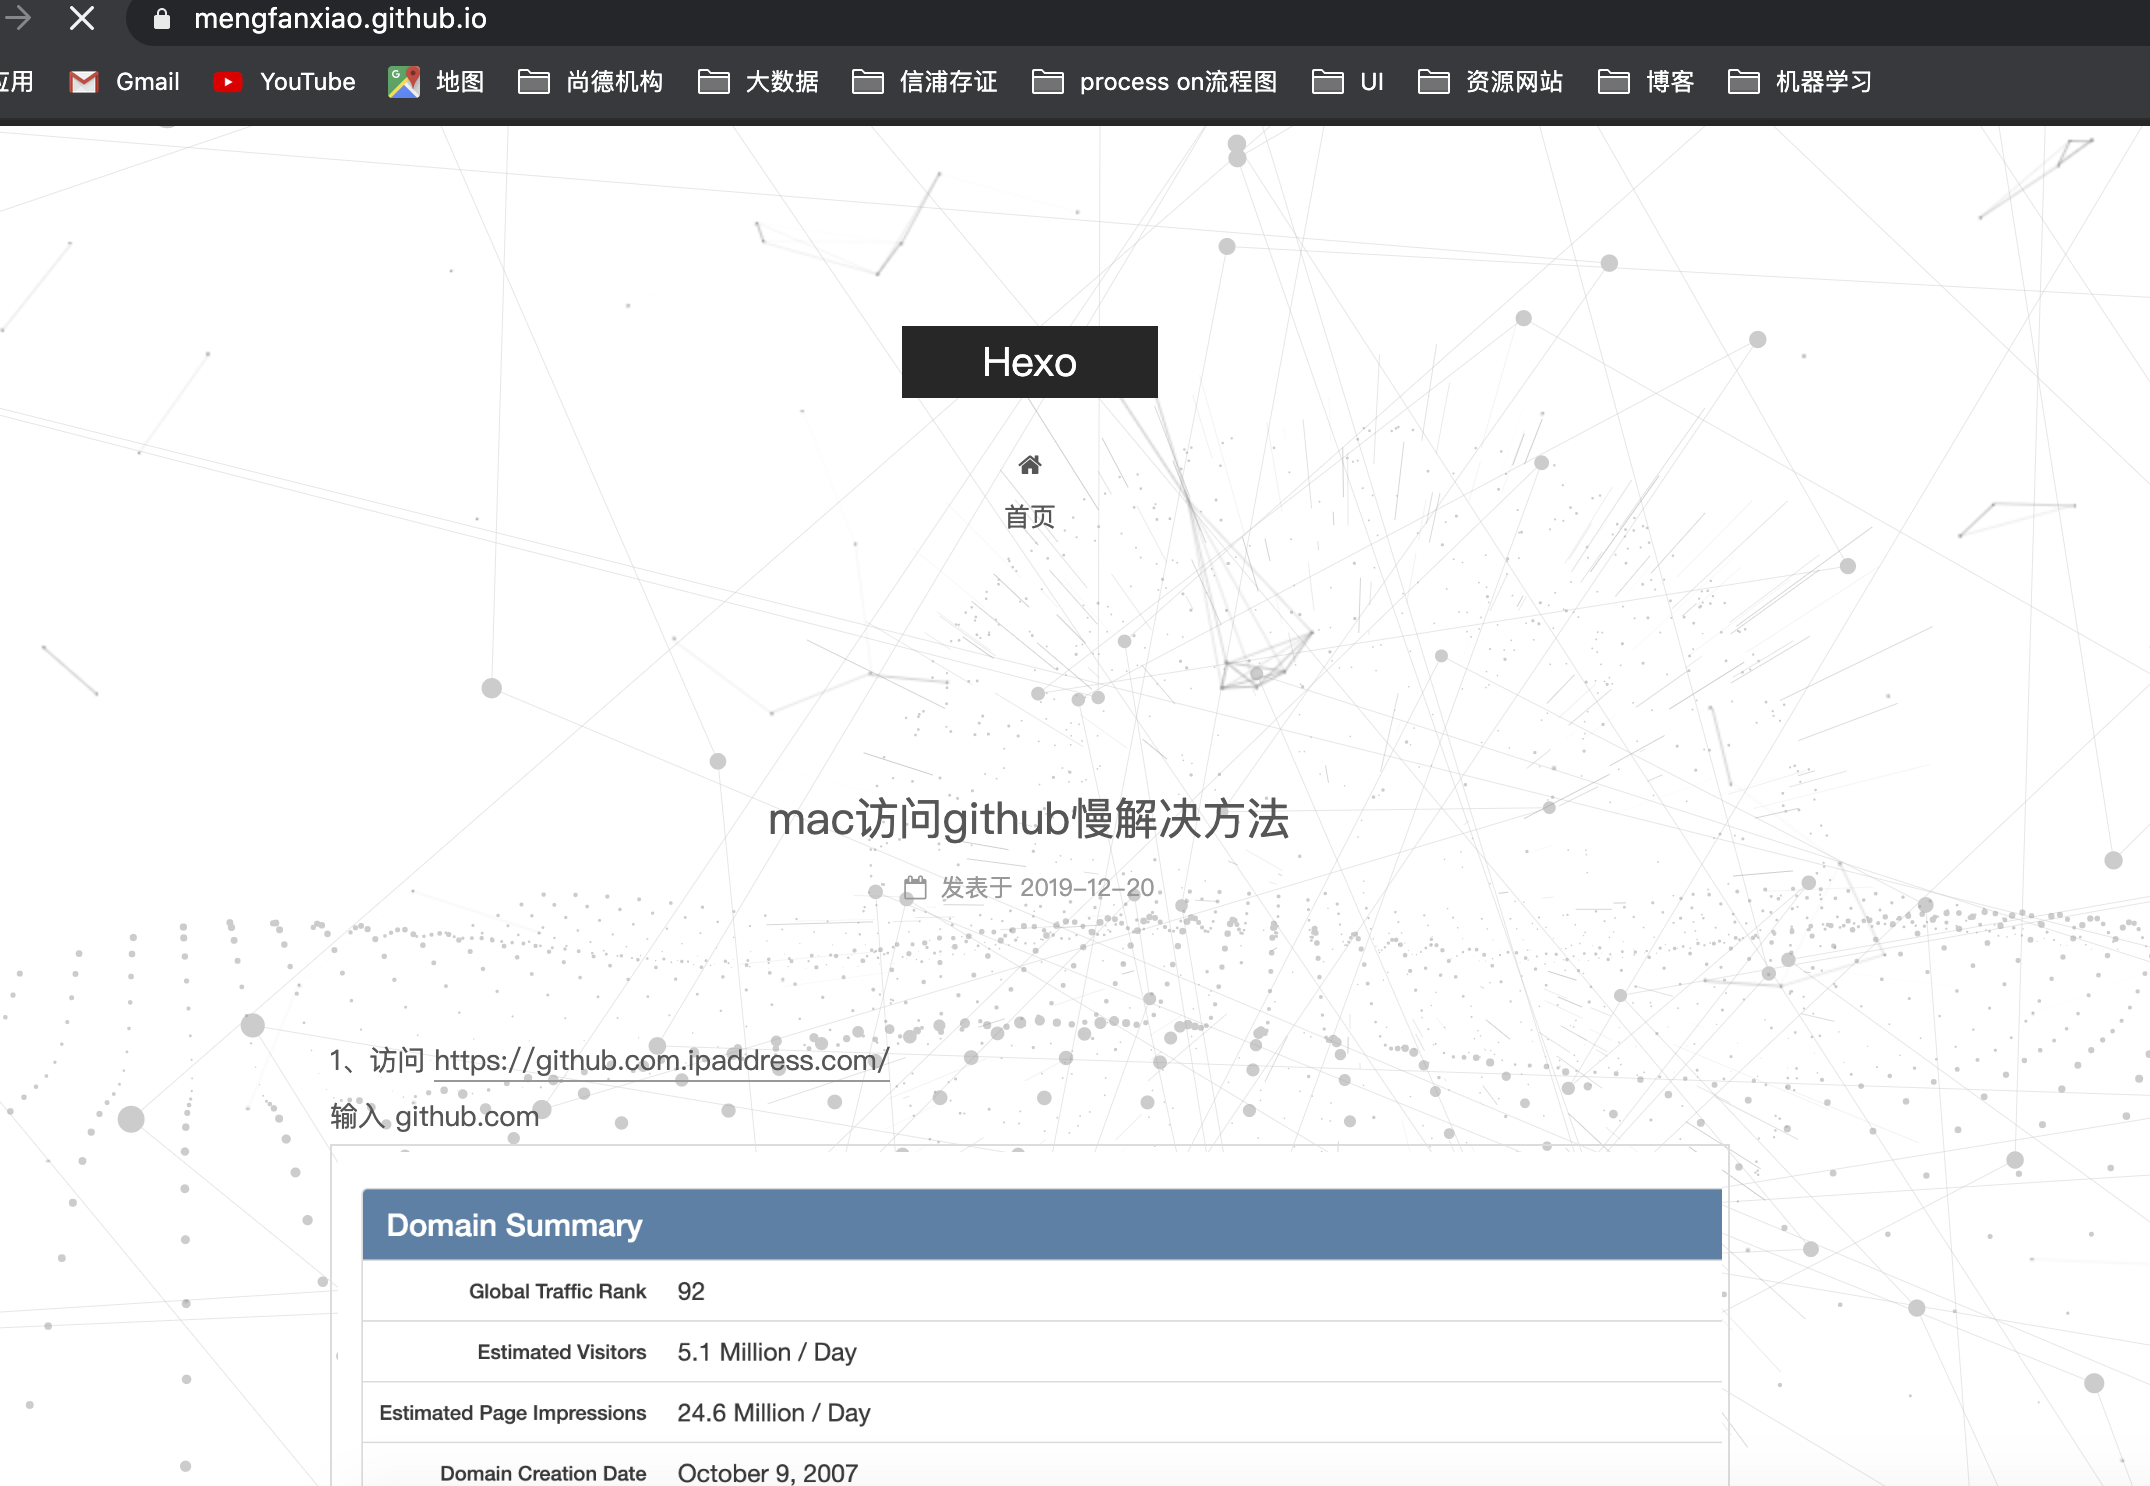 mengfanxiao.github.io
应用 Gmail YouTube 地图 尚德机构 大数据 信浦存证 process on流程图 UI 资源网站 博客 机器学习
Hexo
首页
mac访问github慢解决方法
发表于 2019-12-20
1、访问 https://github.com.ipaddress.com/
输入 github.com
Domain Summary
Global Traffic Rank 92
Estimated Visitors 5.1 Million / Day
Estimated Page Impressions 24.6 Million / Day
Domain Creation Date October 9, 2007